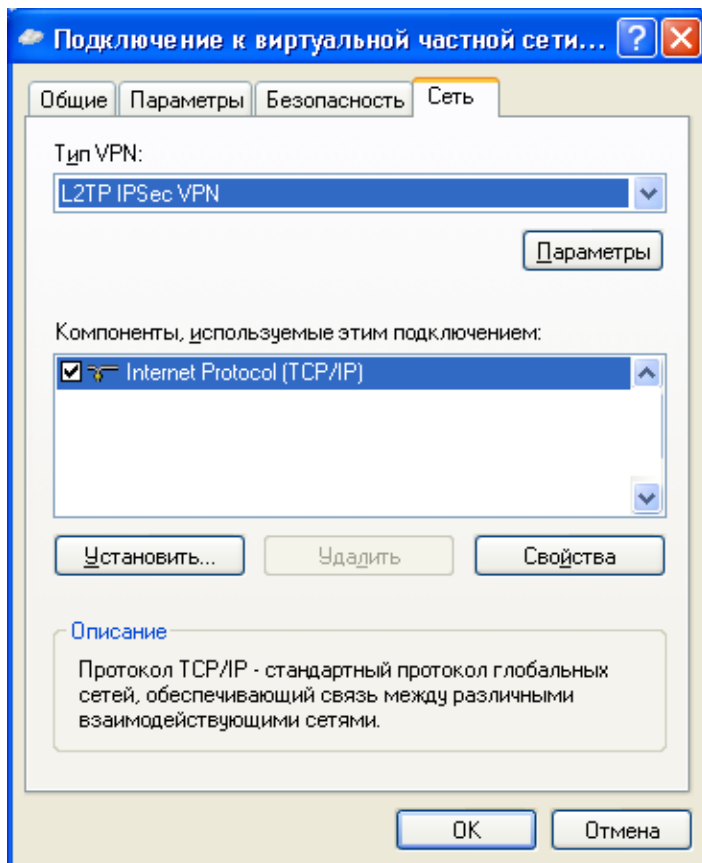 Подключение к виртуальной частной сети...
Общие Параметры Безопасность Сеть
Тип VPN:
L2TP IPSec VPN
Параметры
Компоненты, используемые этим подключением:
Internet Protocol (TCP/IP)
Установить... Удалить Свойства
Описание
Протокол TCP/IP - стандартный протокол глобальных
сетей, обеспечивающий связь между различными
взаимодействующими сетями.
OK Отмена